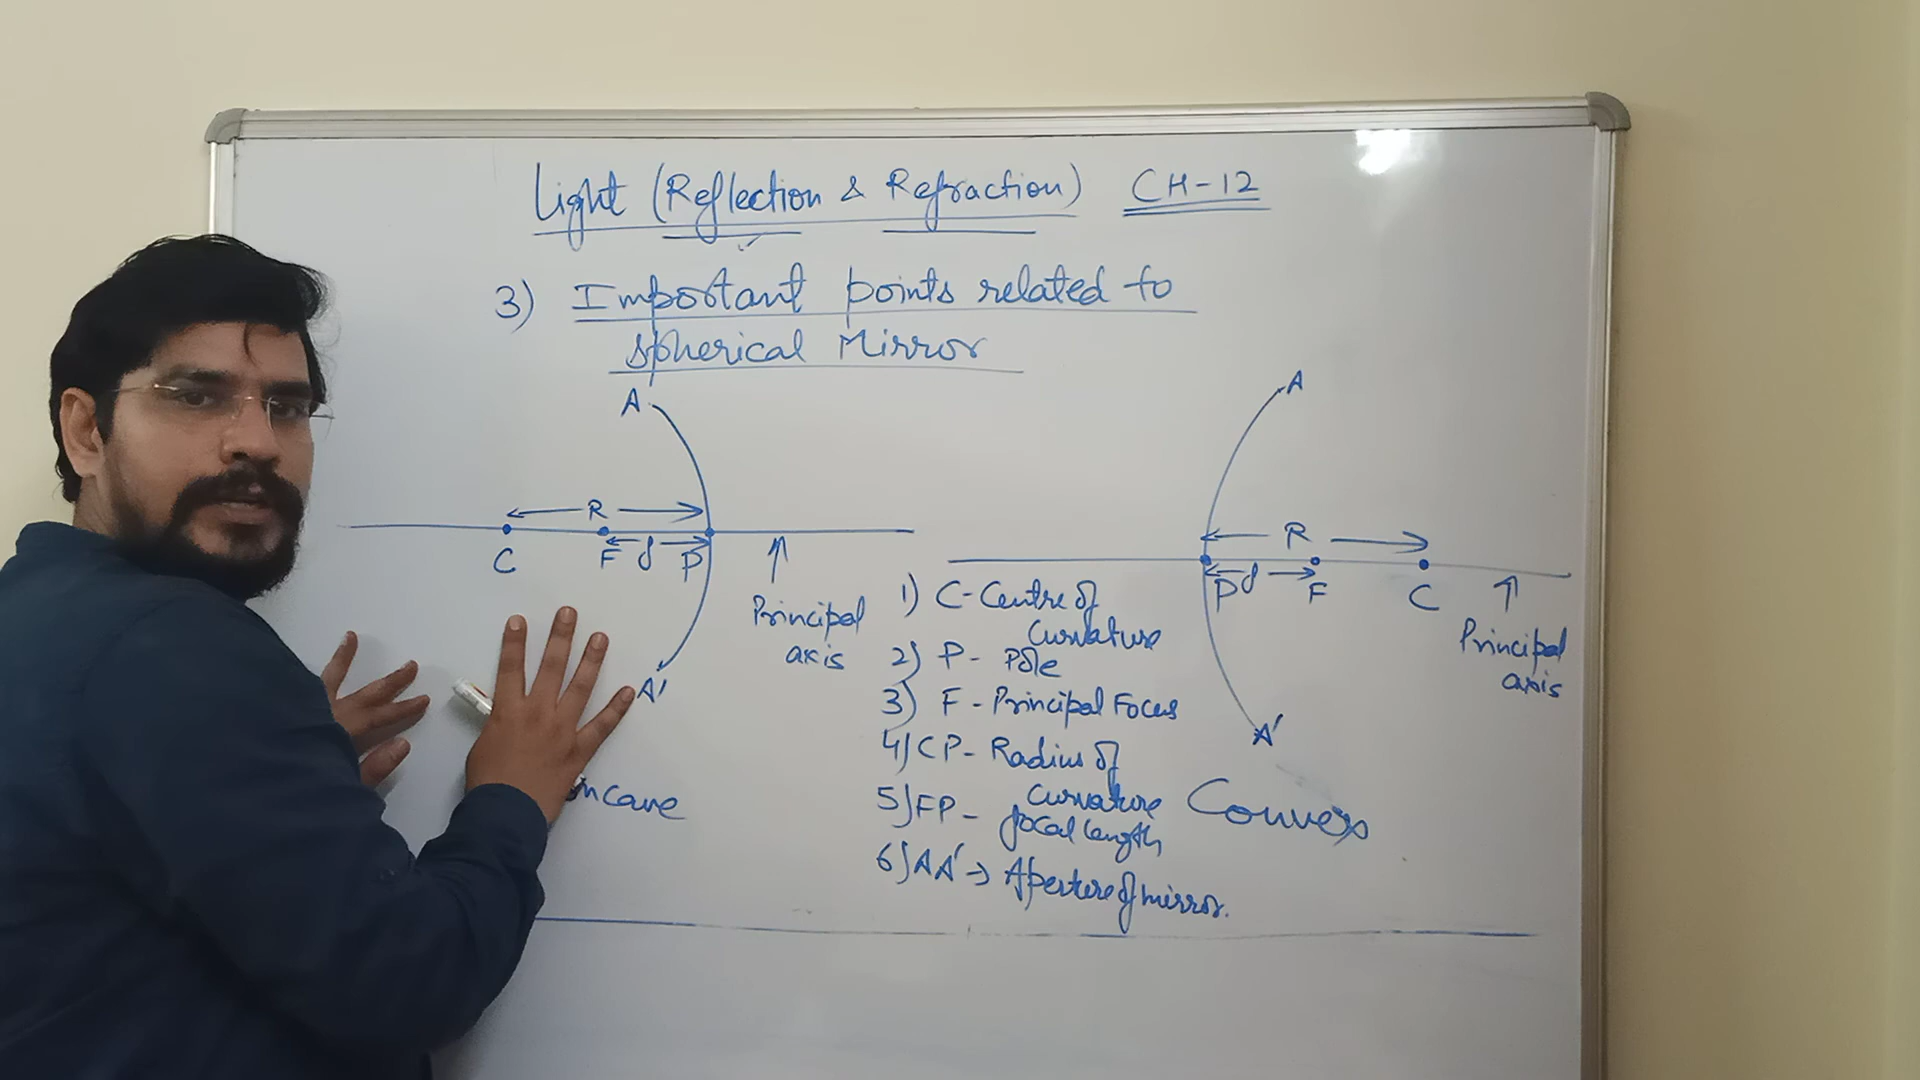 Light (Reflection & Refraction) CH-12
3) Important points related to
spherical Mirror
A
R
C F f P
Principal
axis
A'
oncave
1) C-Centre of
Curvature
2) P- Pole
3) F-Principal Focus
4) CP- Radius of
Curvature
5) FP- focal length
6) AA' → Aperture of mirror.
A
R
P f F C
Principal
axis
A'
Convex